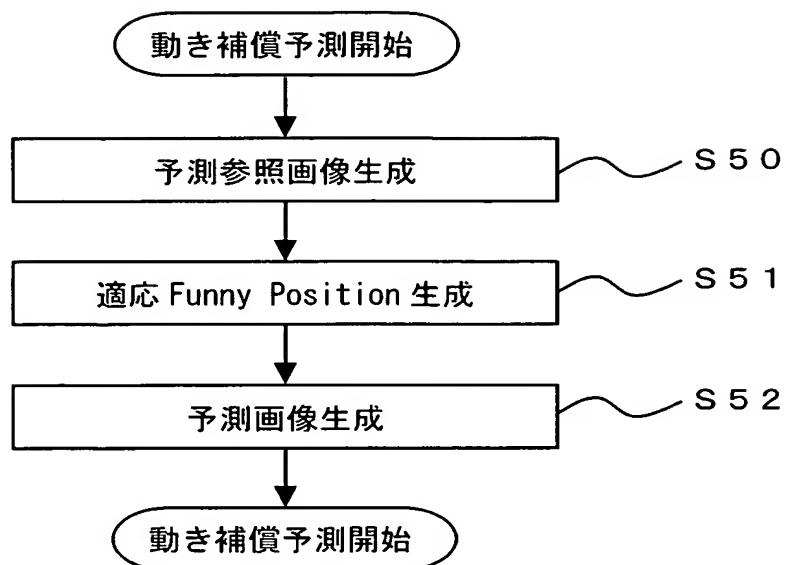 動き補償予測開始
予測参照画像生成
S50
適応 Funny Position 生成
S51
予測画像生成
S52
動き補償予測開始